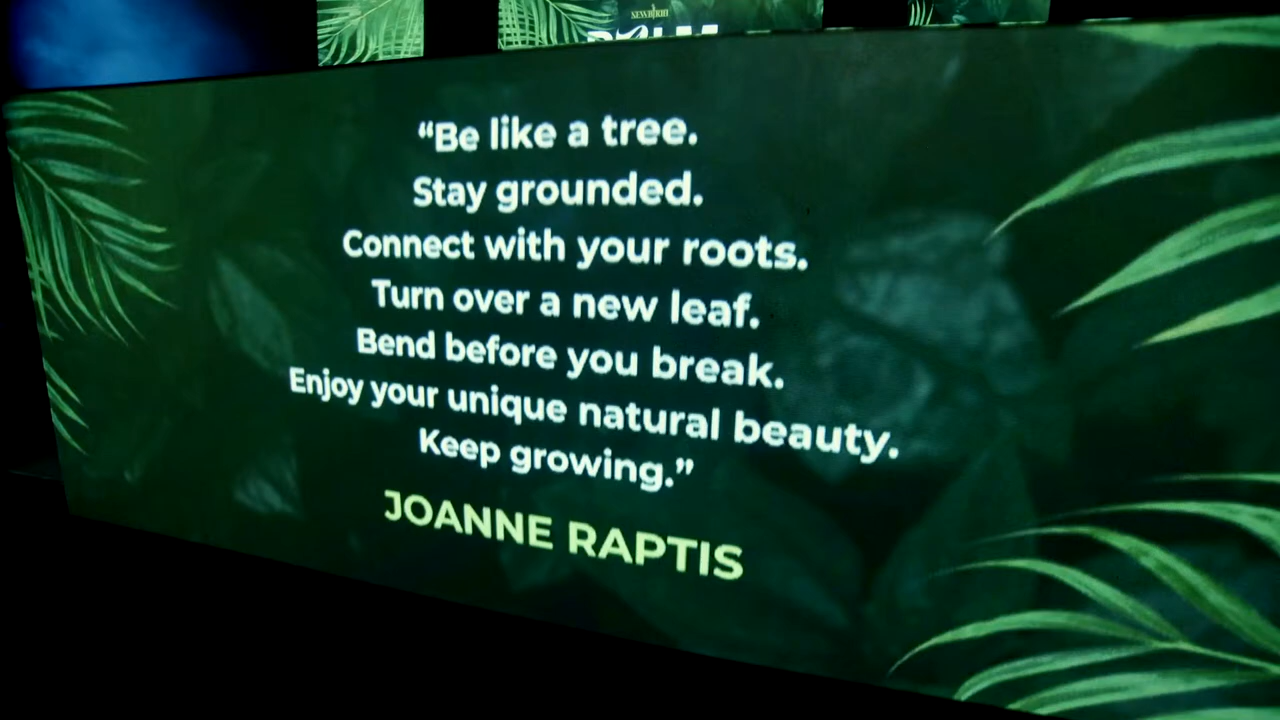 NEWBIRTH
“Be like a tree.
Stay grounded.
Connect with your roots.
Turn over a new leaf.
Bend before you break.
Enjoy your unique natural beauty.
Keep growing.”
JOANNE RAPTIS